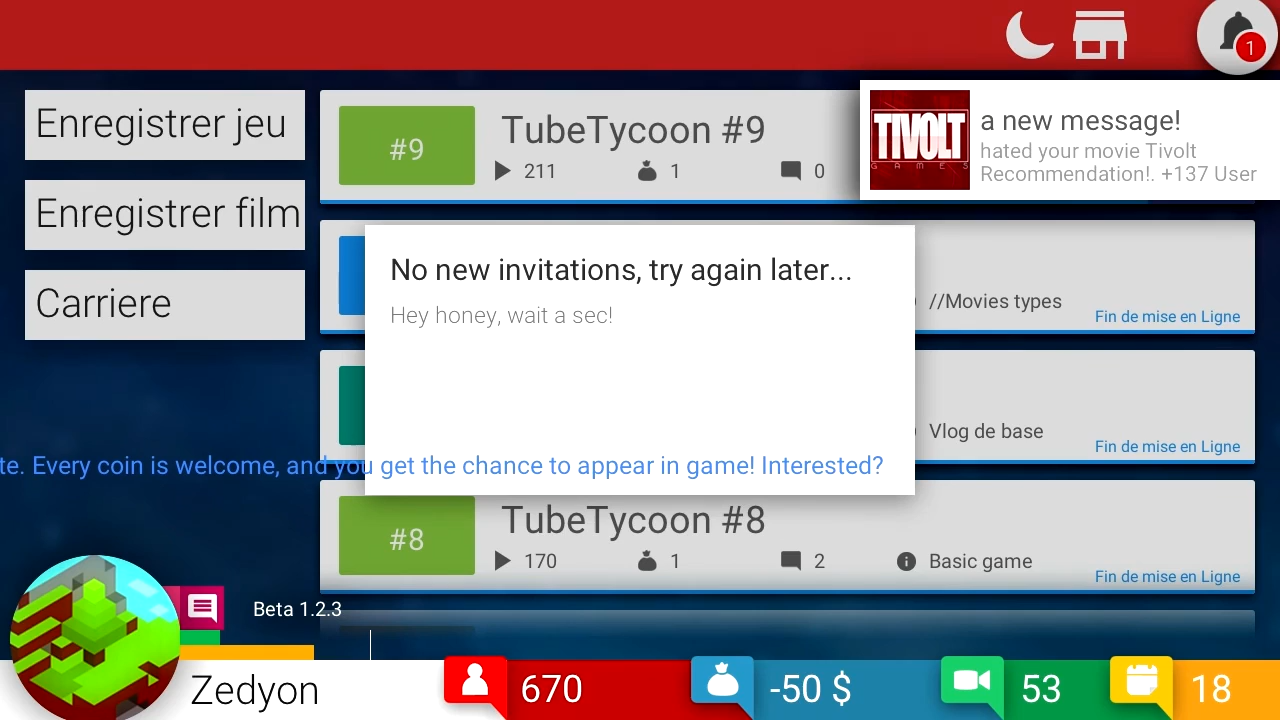 1
Enregistrer jeu
Enregistrer film
Carriere
#9
TubeTycoon #9
211
1
0
TIVOLT
GAMES
a new message!
hated your movie Tivolt
Recommendation!. +137 User
No new invitations, try again later...
Hey honey, wait a sec!
//Movies types
Fin de mise en Ligne
Vlog de base
Fin de mise en Ligne
te. Every coin is welcome, and you get the chance to appear in game! Interested?
#8
TubeTycoon #8
170
1
2
Basic game
Fin de mise en Ligne
Beta 1.2.3
Zedyon
670
-50 $
53
18